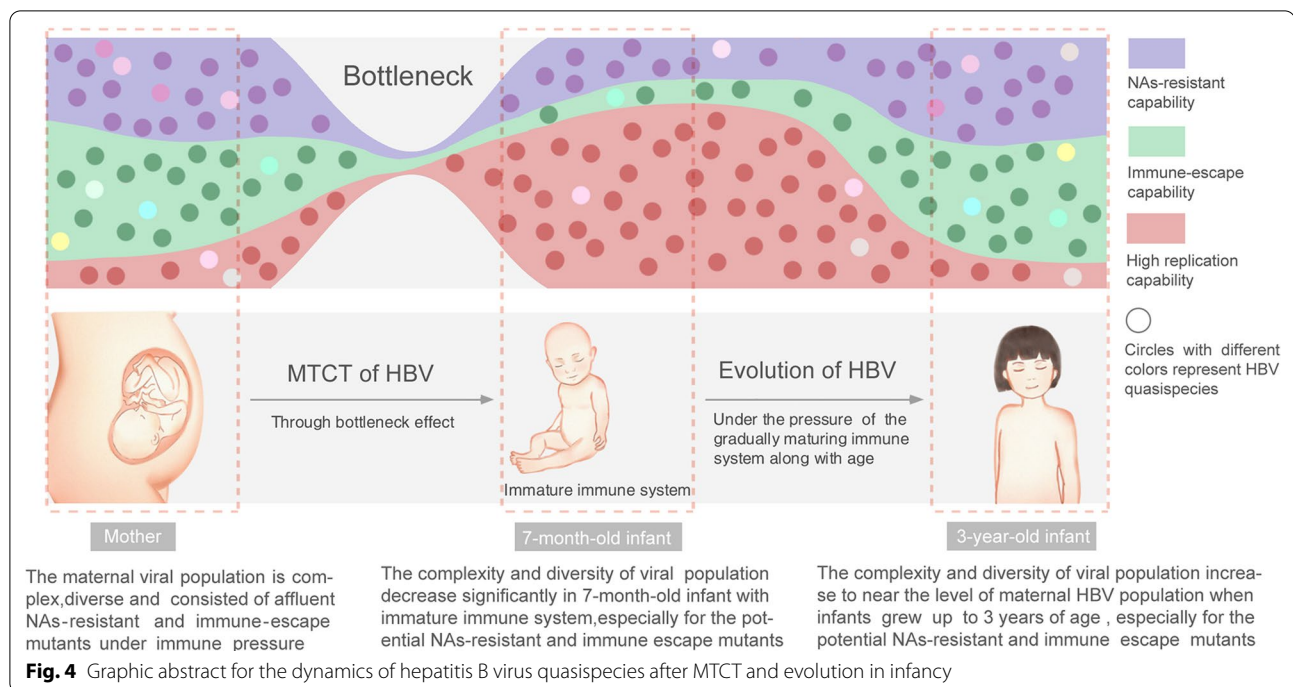 Bottleneck
NAs-resistant
capability
Immune-escape
capability
High replication
capability
Circles with different
colors represent HBV
quasispecies
MTCT of HBV
Through bottleneck effect
Immature immune system
Evolution of HBV
Under the pressure of the
gradually maturing immune
system along with age
Mother
7-month-old infant
3-year-old infant
The maternal viral population is com-
plex,diverse and consisted of affluent
NAs-resistant and immune-escape
mutants under immune pressure
The complexity and diversity of viral population
decrease significantly in 7-month-old infant with
immature immune system,especially for the pot-
ential NAs-resistant and immune escape mutants
The complexity and diversity of viral population increa-
se to near the level of maternal HBV population when
infants grew up to 3 years of age , especially for the
potential NAs-resistant and immune escape mutants
Fig. 4 Graphic abstract for the dynamics of hepatitis B virus quasispecies after MTCT and evolution in infancy